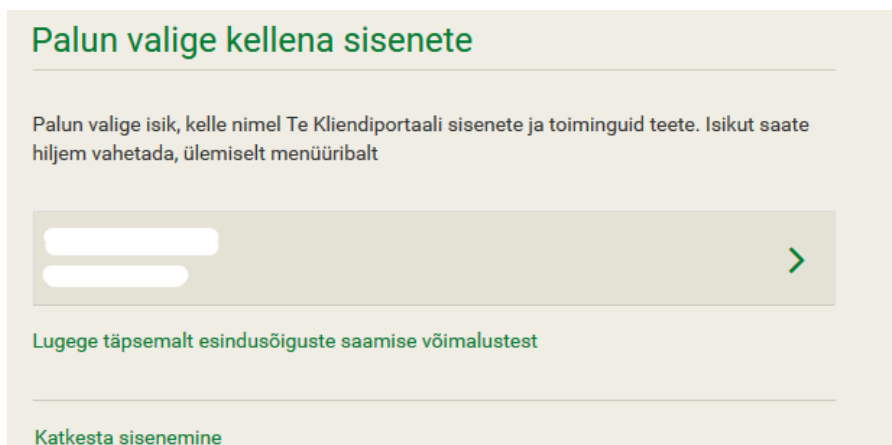 Palun valige kellena sisenete
Palun valige isik, kelle nimel Te Kliendiportaali sisenete ja toiminguid teete. Isikut saate
hiljem vahetada, ülemiselt menüüribalt
Lugege täpsemalt esindusõiguste saamise võimalustest
Katkesta sisenemine